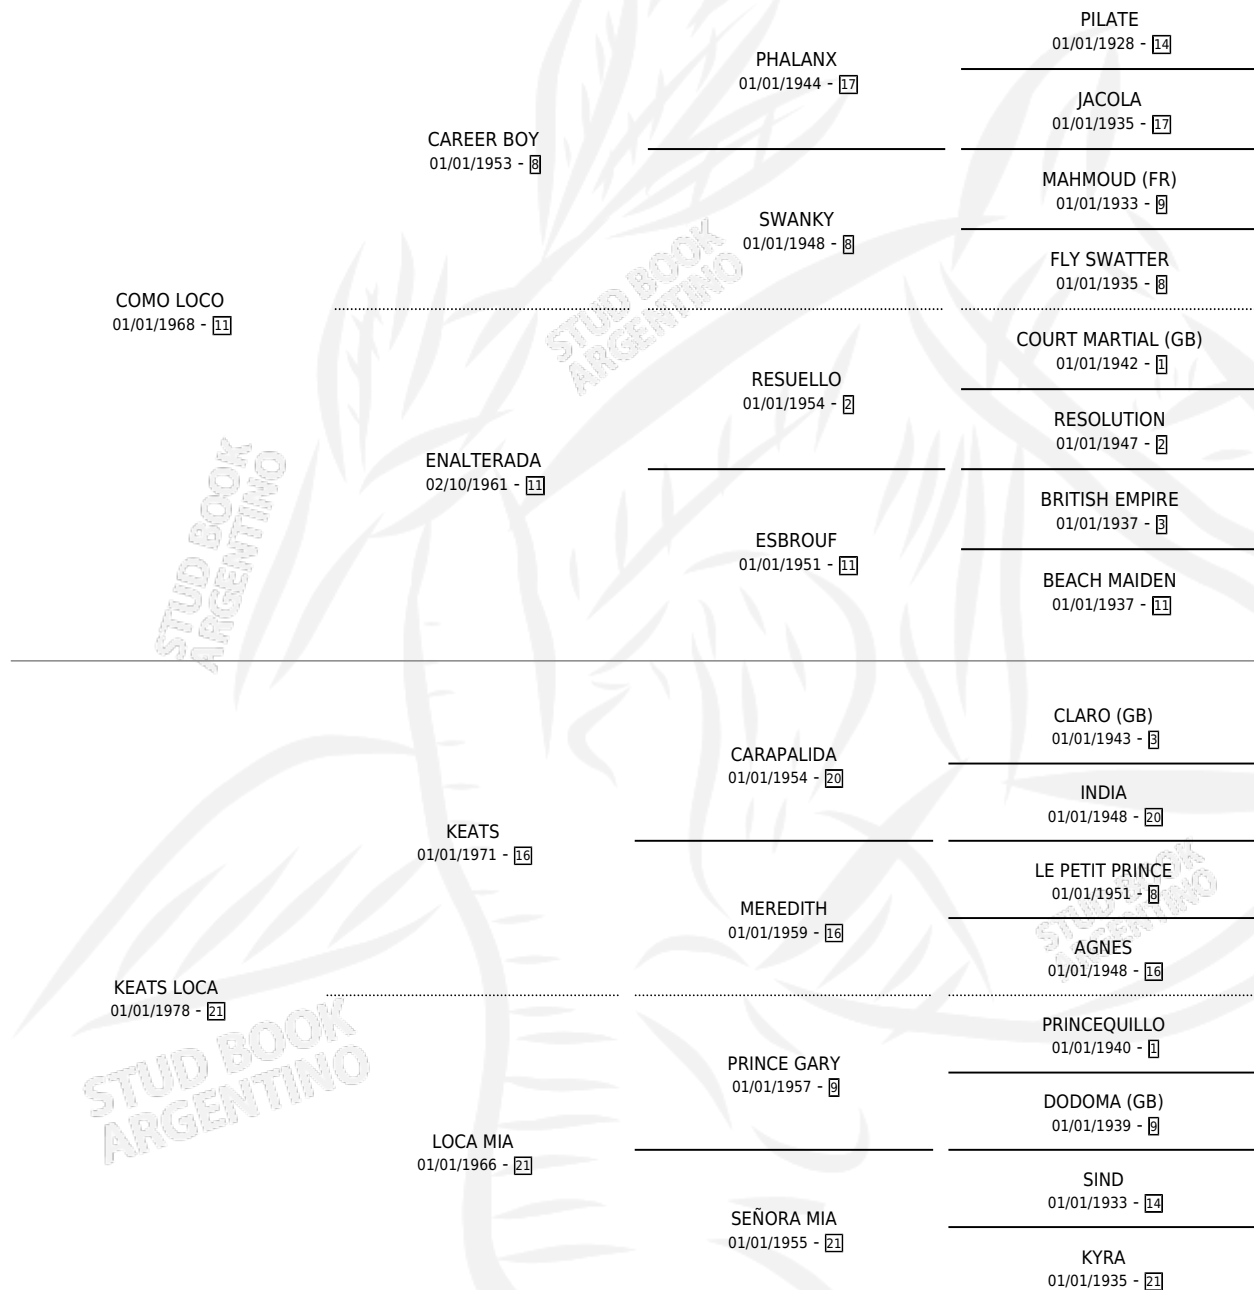 PILATE
01/01/1928 - 14
PHALANX
01/01/1944 - 17
JACOLA
01/01/1935 - 17
CAREER BOY
01/01/1953 - 8
MAHMOUD (FR)
01/01/1933 - 9
SWANKY
01/01/1948 - 8
FLY SWATTER
01/01/1935 - 8
COMO LOCO
01/01/1968 - 11
STUD BOOK
ARGENTINO
COURT MARTIAL (GB)
01/01/1942 - 1
RESUELLO
01/01/1954 - 2
RESOLUTION
01/01/1947 - 2
ENALTERADA
02/10/1961 - 11
BRITISH EMPIRE
01/01/1937 - 3
ESBROUF
01/01/1951 - 11
BEACH MAIDEN
01/01/1937 - 11
STUD BOOK
ARGENTINO
CLARO (GB)
01/01/1943 - 3
CARAPALIDA
01/01/1954 - 20
INDIA
01/01/1948 - 20
KEATS
01/01/1971 - 16
LE PETIT PRINCE
01/01/1951 - 8
MEREDITH
01/01/1959 - 16
AGNES
01/01/1948 - 16
STUD BOOK
ARGENTINO
KEATS LOCA
01/01/1978 - 21
STUD BOOK
ARGENTINO
PRINCEQUILLO
01/01/1940 - 1
PRINCE GARY
01/01/1957 - 9
DODOMA (GB)
01/01/1939 - 9
LOCA MIA
01/01/1966 - 21
SIND
01/01/1933 - 14
SEÑORA MIA
01/01/1955 - 21
KYRA
01/01/1935 - 21